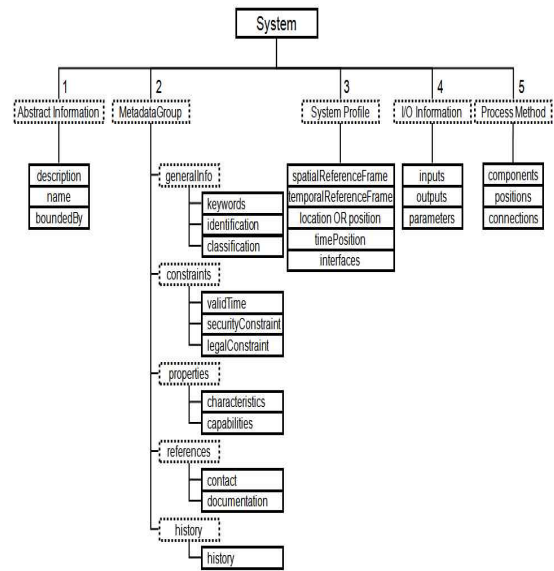 System
1
Abstract Information
description
name
boundedBy
2
MetadataGroup
generalInfo
keywords
identification
classification
constraints
validTime
securityConstraint
legalConstraint
properties
characteristics
capabilities
references
contact
documentation
history
history
3
System Profile
spatialReferenceFrame
temporalReferenceFrame
location OR position
timePosition
interfaces
4
I/O Information
inputs
outputs
parameters
5
Process Method
components
positions
connections